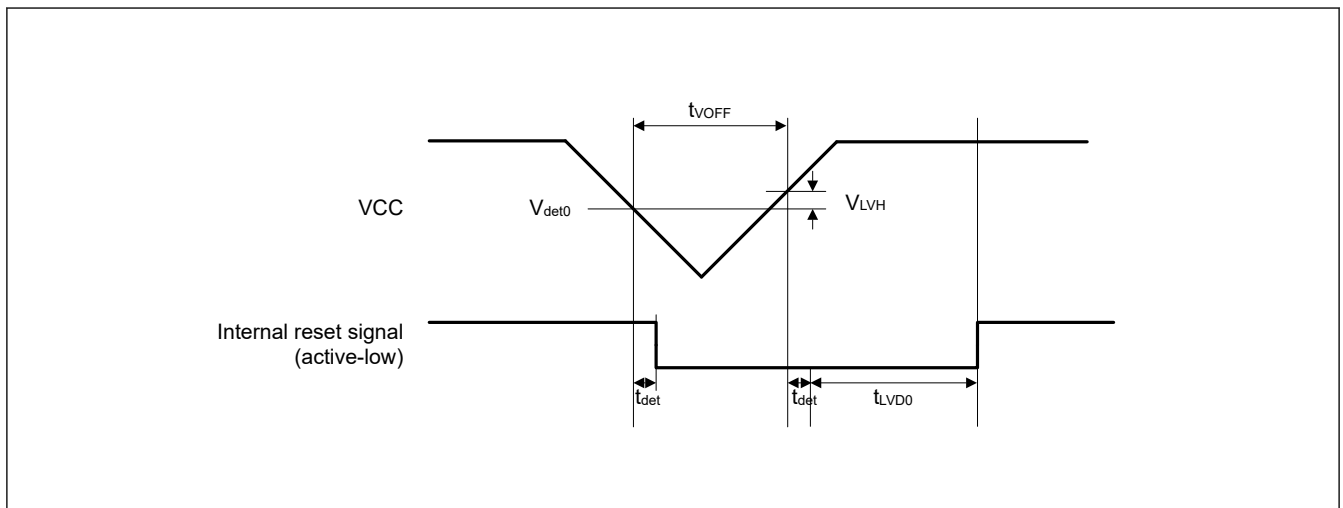 tVOFF
VCC
Vdet0
VLVH
Internal reset signal
(active-low)
tdet
tdet
tLVD0